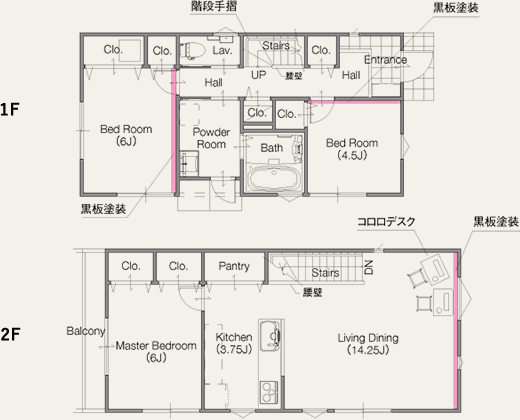 階段手摺
黒板塗装
Clo.
Clo.
Lav.
Stairs
Clo.
Entrance
Hall
UP
腰壁
Hall
1F
Bed Room
(6J)
Powder
Room
Clo.
Clo.
Bath
Bed Room
(4.5J)
黒板塗装
コロロデスク
黒板塗装
Clo.
Clo.
Pantry
Stairs
DN
腰壁
2F
Balcony
Master Bedroom
(6J)
Kitchen
(3.75J)
Living Dining
(14.25J)